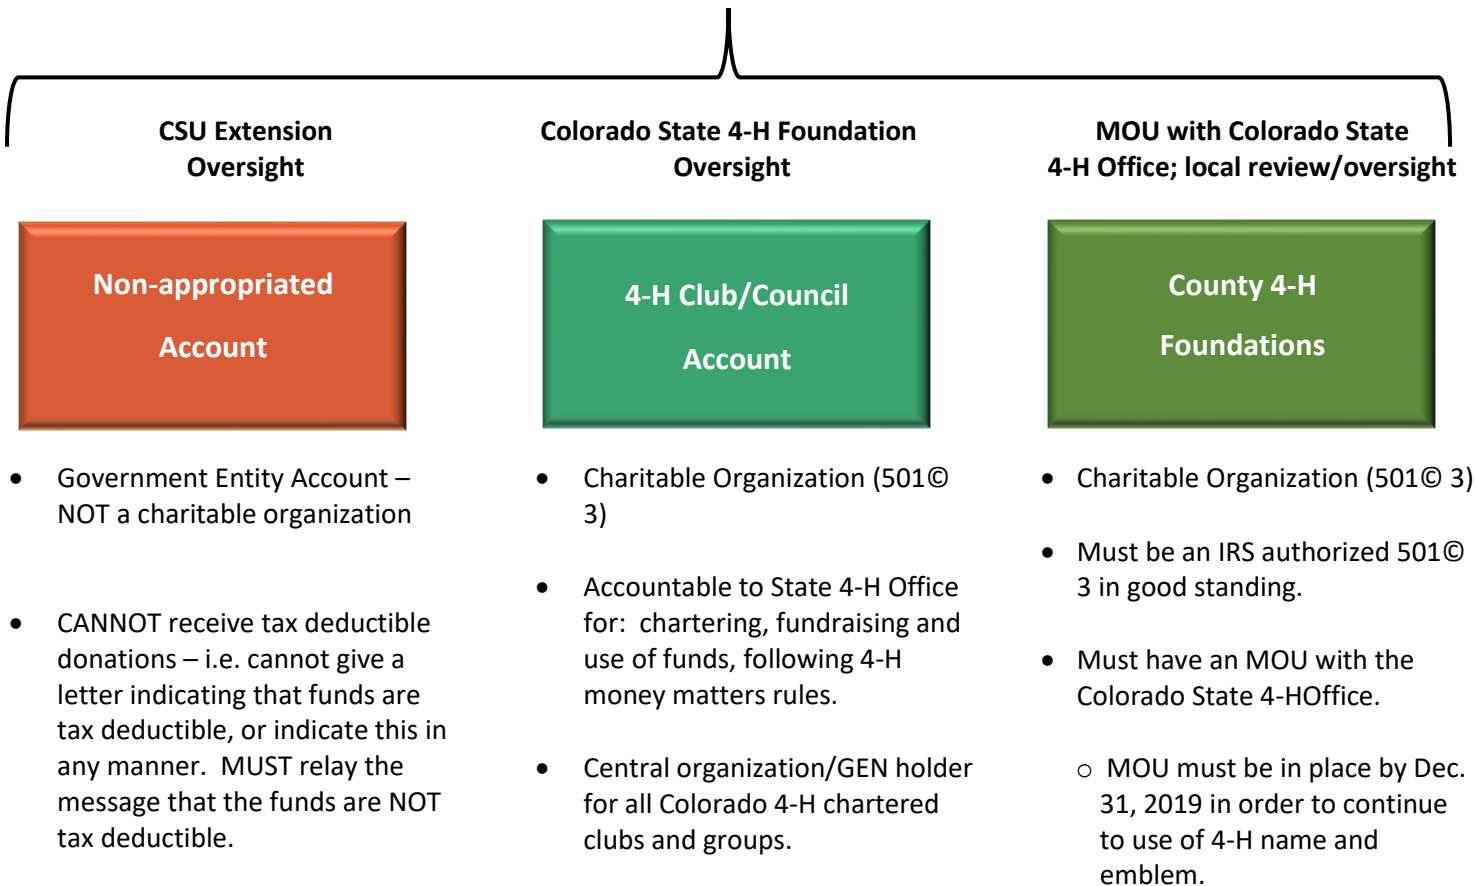 CSU Extension
Oversight
Non-appropriated
Account
• Government Entity Account –
NOT a charitable organization
• CANNOT receive tax deductible
donations – i.e. cannot give a
letter indicating that funds are
tax deductible, or indicate this in
any manner.  MUST relay the
message that the funds are NOT
tax deductible.
Colorado State 4-H Foundation
Oversight
4-H Club/Council
Account
• Charitable Organization (501©
3)
• Accountable to State 4-H Office
for:  chartering, fundraising and
use of funds, following 4-H
money matters rules.
• Central organization/GEN holder
for all Colorado 4-H chartered
clubs and groups.
MOU with Colorado State
4-H Office; local review/oversight
County 4-H
Foundations
• Charitable Organization (501© 3)
• Must be an IRS authorized 501©
3 in good standing.
• Must have an MOU with the
Colorado State 4-HOffice.
o MOU must be in place by Dec.
31, 2019 in order to continue
to use of 4-H name and
emblem.